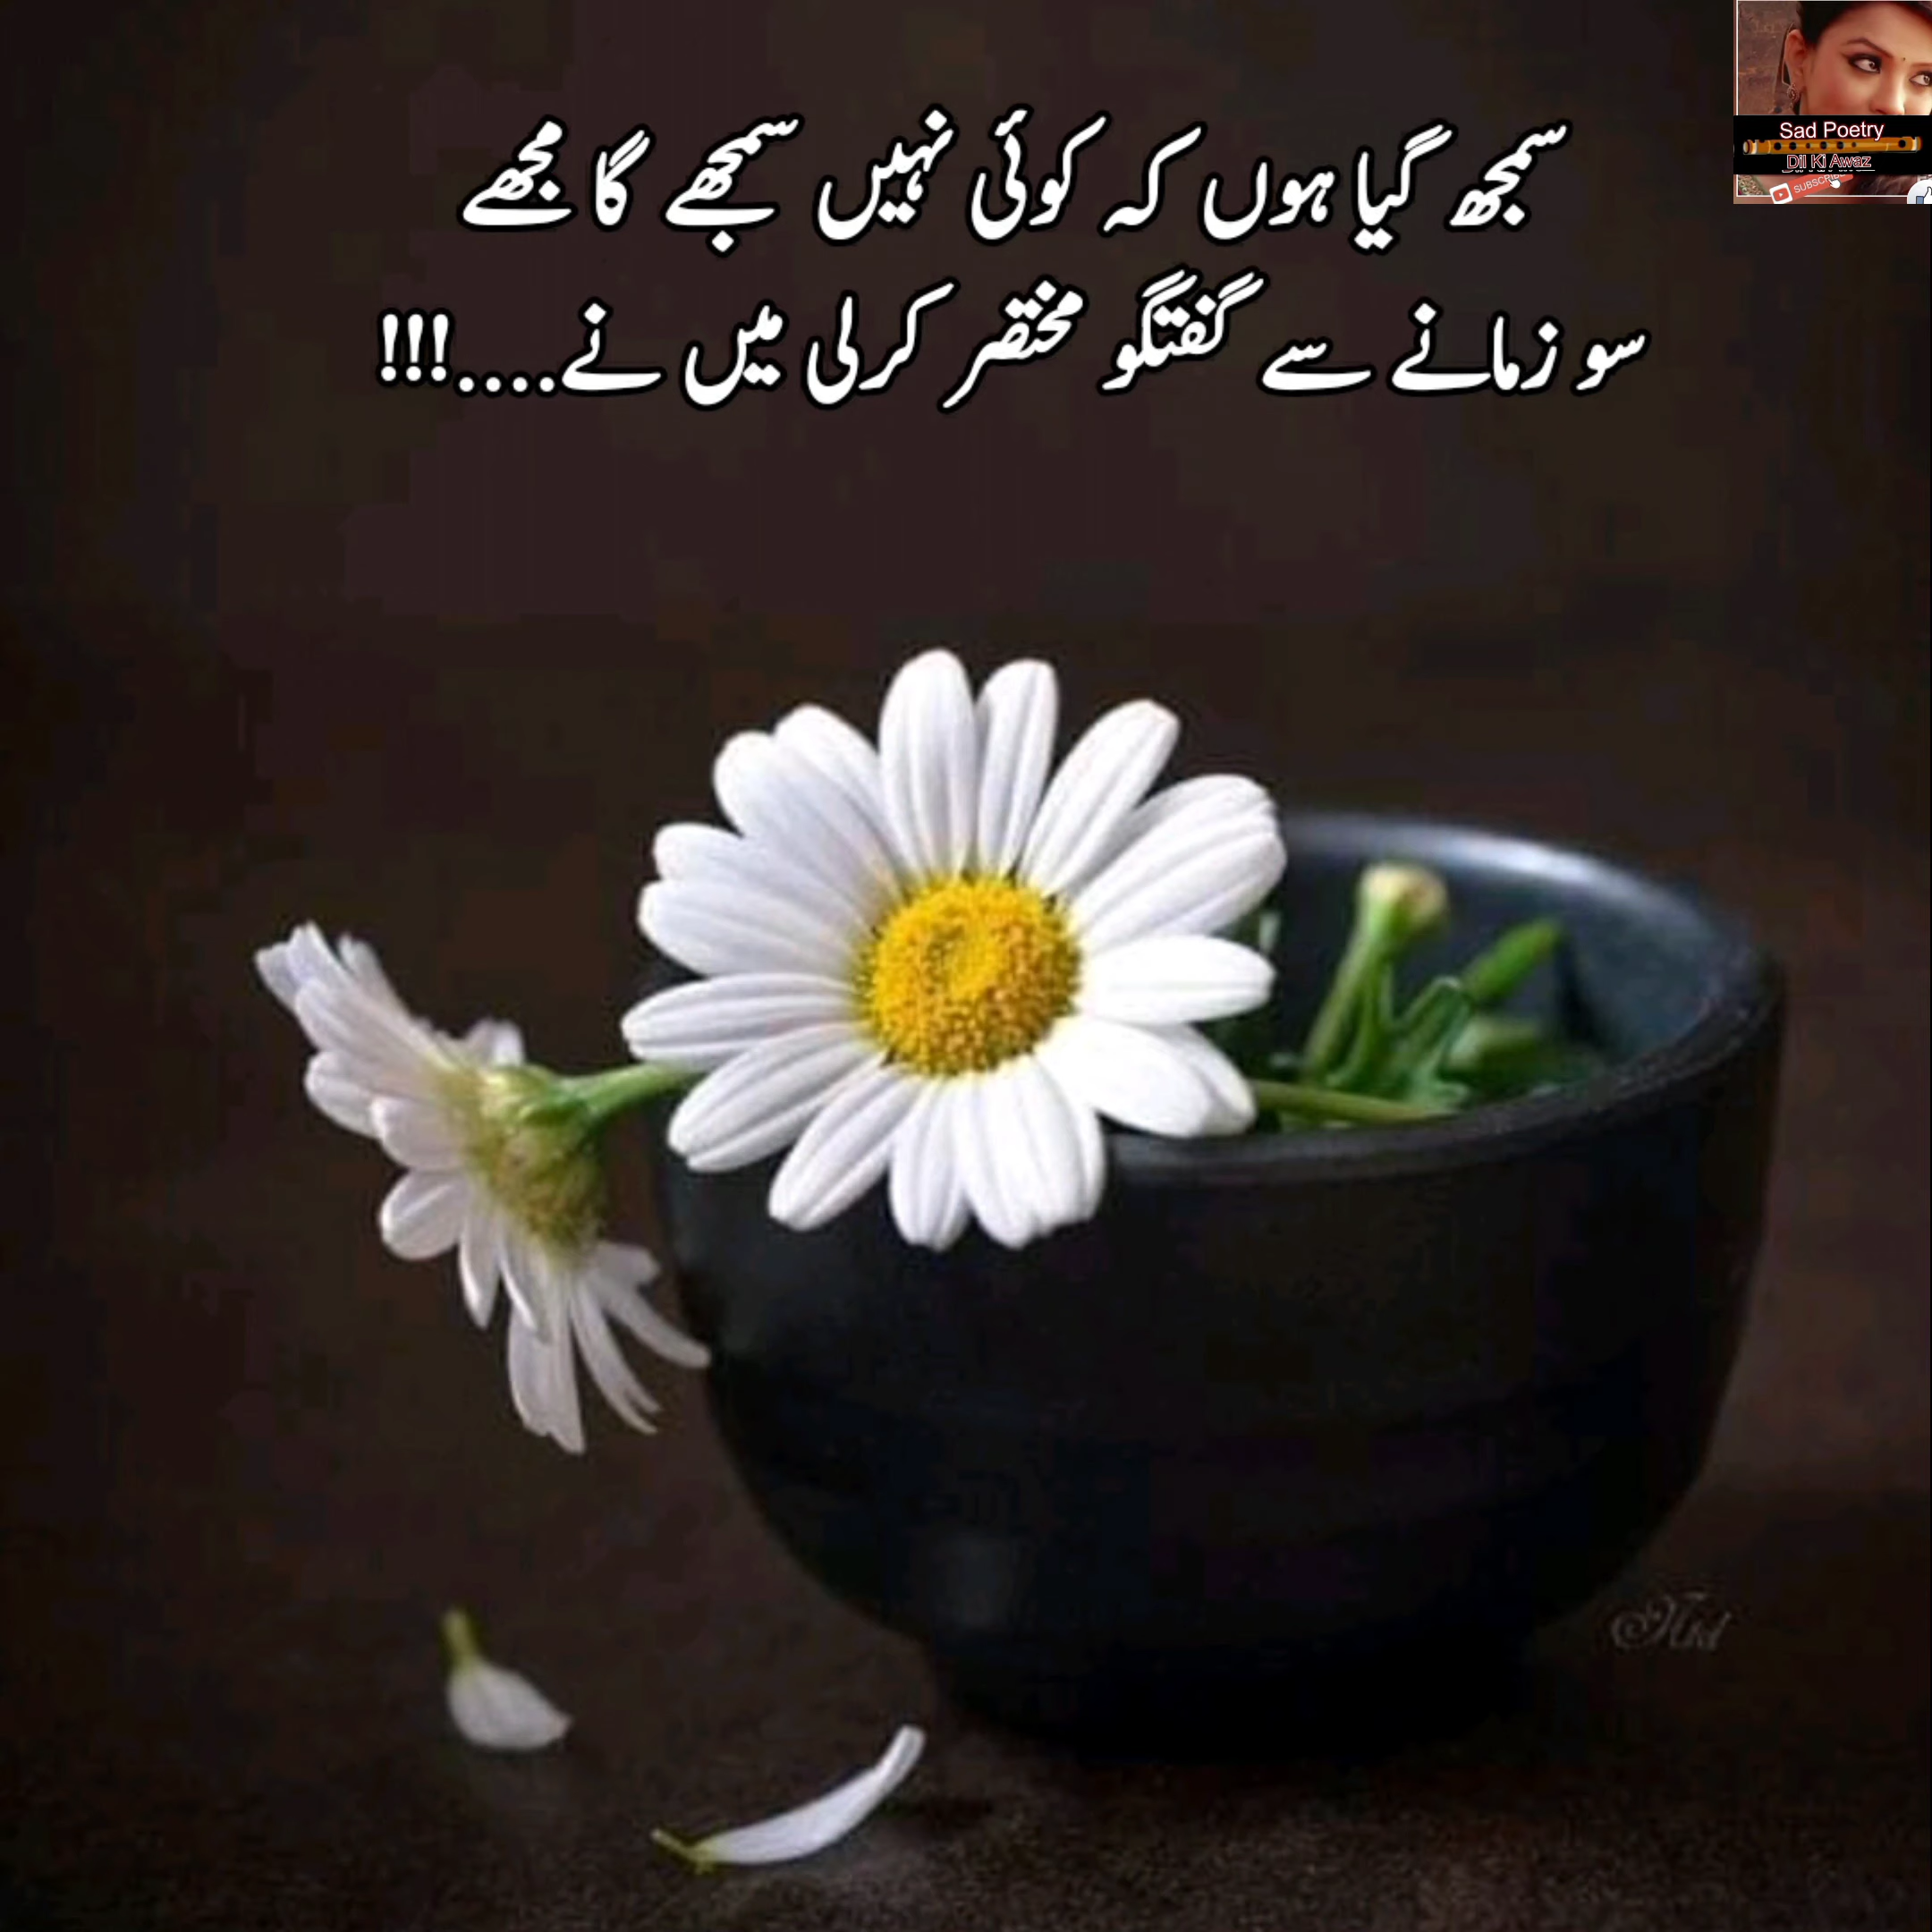 سمجھ گیا ہوں کہ کوئی نہیں سمجھے گا مجھے
سو زمانے سے گفتگو مختصر کرلی میں نے....!!!
Sad Poetry
Dil Ki Awaz
SUBSCRIBE